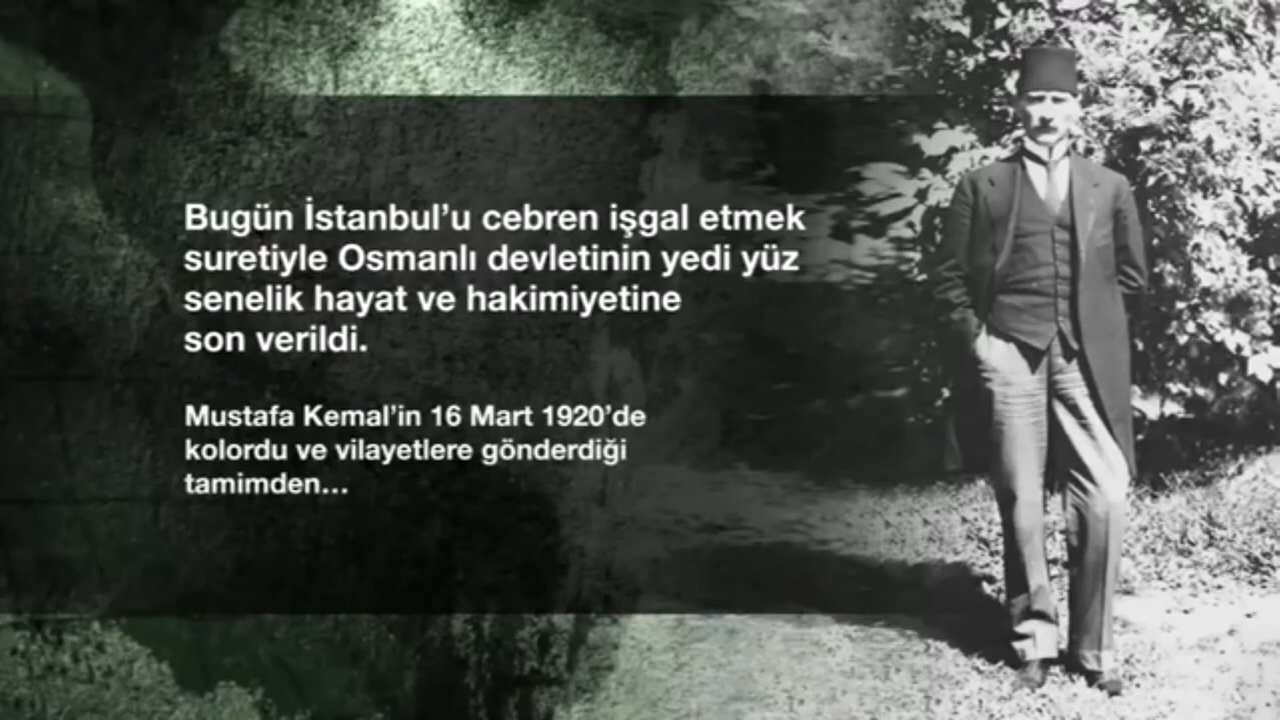 Bugün İstanbul’u cebren işgal etmek
suretiyle Osmanlı devletinin yedi yüz
senelik hayat ve hakimiyetine
son verildi.
Mustafa Kemal’in 16 Mart 1920’de
kolordu ve vilayetlere gönderdiği
tamimden...